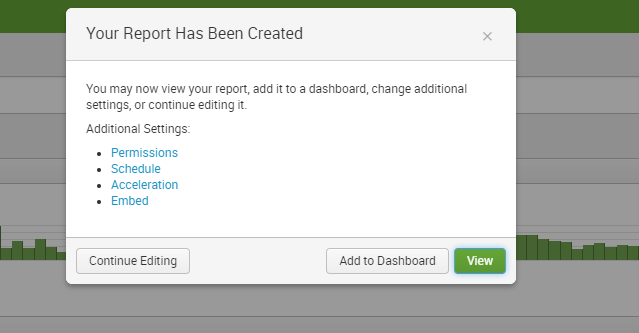 Your Report Has Been Created
×
You may now view your report, add it to a dashboard, change additional
settings, or continue editing it.
Additional Settings:
• Permissions
• Schedule
• Acceleration
• Embed
Continue Editing
Add to Dashboard
View